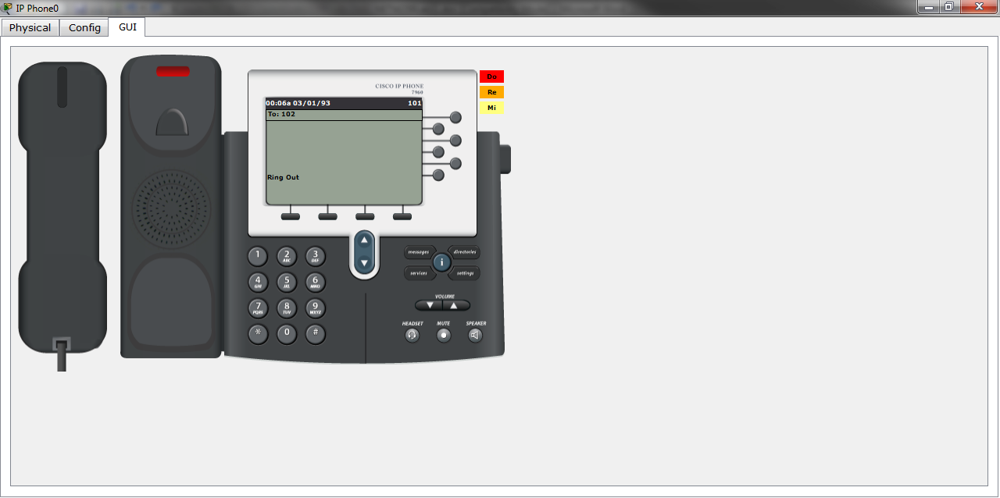 IP Phone0
Physical Config GUI
CISCO IP PHONE
7960
00:06a 03/01/93 101
To: 102
Ring Out
Do
Re
Mi
1
2 ABC
3 DEF
4 GHI
5 JKL
6 MNO
7 PQRS
8 TUV
9 WXYZ
*
0
#
messages directories
i
services settings
VOLUME
HEADSET MUTE SPEAKER